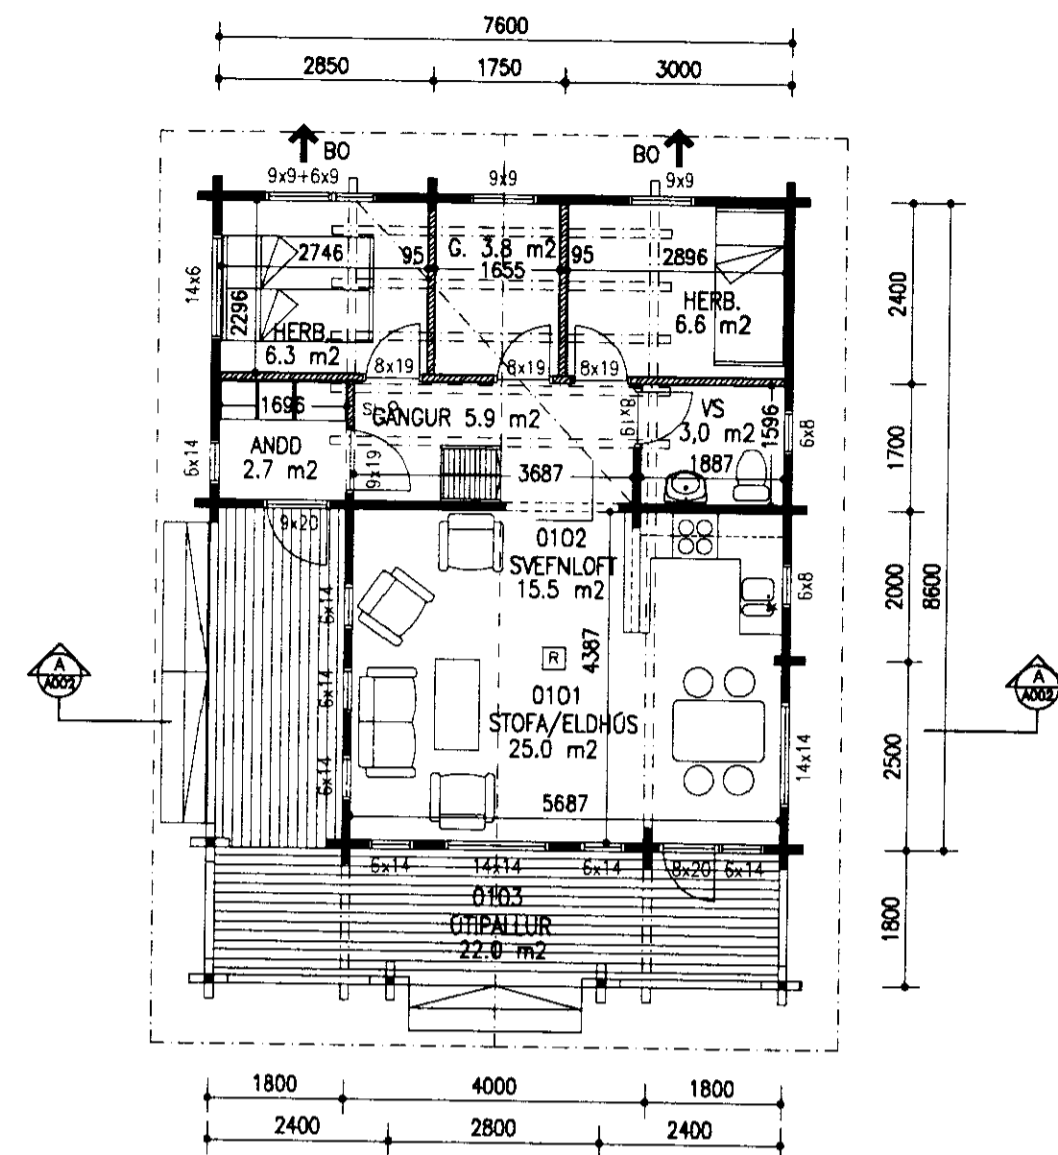 7600
2850 1750 3000
BO BO
9x9+6x9 9x9 9x9
2746 95 G. 3.8 m2 95 2896
1655
14x6
2296
HERB.
6.3 m2
HERB.
6.6 m2
2400
8x19 8x19 8x19
1696
GANGUR 5.9 m2
8x19
VS
3,0 m2
1596
1887
6x8
1700
6x14
ANDD
2.7 m2
9x19
3687
9x20
0102
SVEFNLOFT
15.5 m2
6x8
2000
8600
6x14
4387
R
A
A002
A
A002
6x14
0101
STOFA/ELDHÚS
25.0 m2
14x14
2500
6x14
5687
6x14 14x14 6x14 8x20 6x14
0103
ÚTIPALLUR
22.0 m2
1800
1800 4000 1800
2400 2800 2400